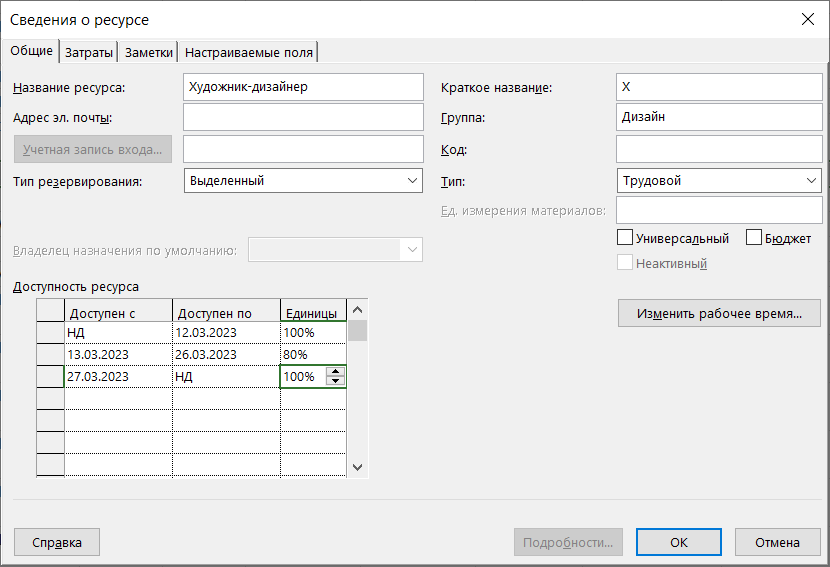 Сведения о ресурсе
Общие Затраты Заметки Настраиваемые поля
Название ресурса: Художник-дизайнер Краткое название: Х
Адрес эл. почты: Группа: Дизайн
Учетная запись входа... Код:
Тип резервирования: Выделенный Тип: Трудовой
Ед. измерения материалов:
Универсальный Бюджет
Владелец назначения по умолчанию:
Неактивный
Доступность ресурса
Доступен с Доступен по Единицы
Изменить рабочее время...
НД 12.03.2023 100%
13.03.2023 26.03.2023 80%
27.03.2023 НД 100%
Справка Подробности... ОК Отмена